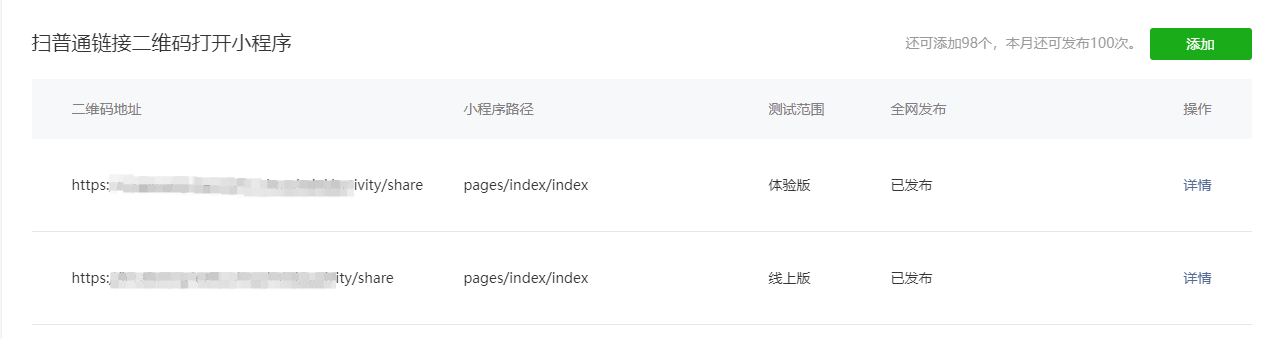 扫普通链接二维码打开小程序
还可添加98个，本月还可发布100次。 添加
二维码地址 小程序路径 测试范围 全网发布 操作
https: ivity/share pages/index/index 体验版 已发布 详情
https: ity/share pages/index/index 线上版 已发布 详情